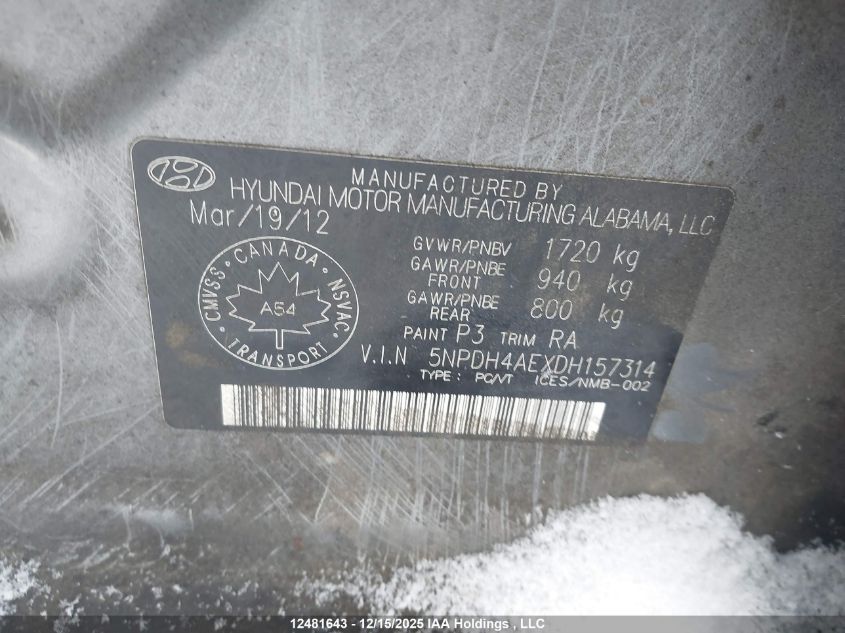 MANUFACTURED BY
HYUNDAI MOTOR MANUFACTURING ALABAMA, LLC
Mar/19/12
GVWR/PNBV 1720 kg
GAWR/PNBE FRONT 940 kg
GAWR/PNBE REAR 800 kg
PAINT P3 TRIM RA
V.I.N 5NPDH4AEXDH157314
TYPE: PC/VT ICES/NMB-002
CMVSS · CANADA · NSVAC
A54
TRANSPORT
12481643 - 12/15/2025 IAA Holdings , LLC